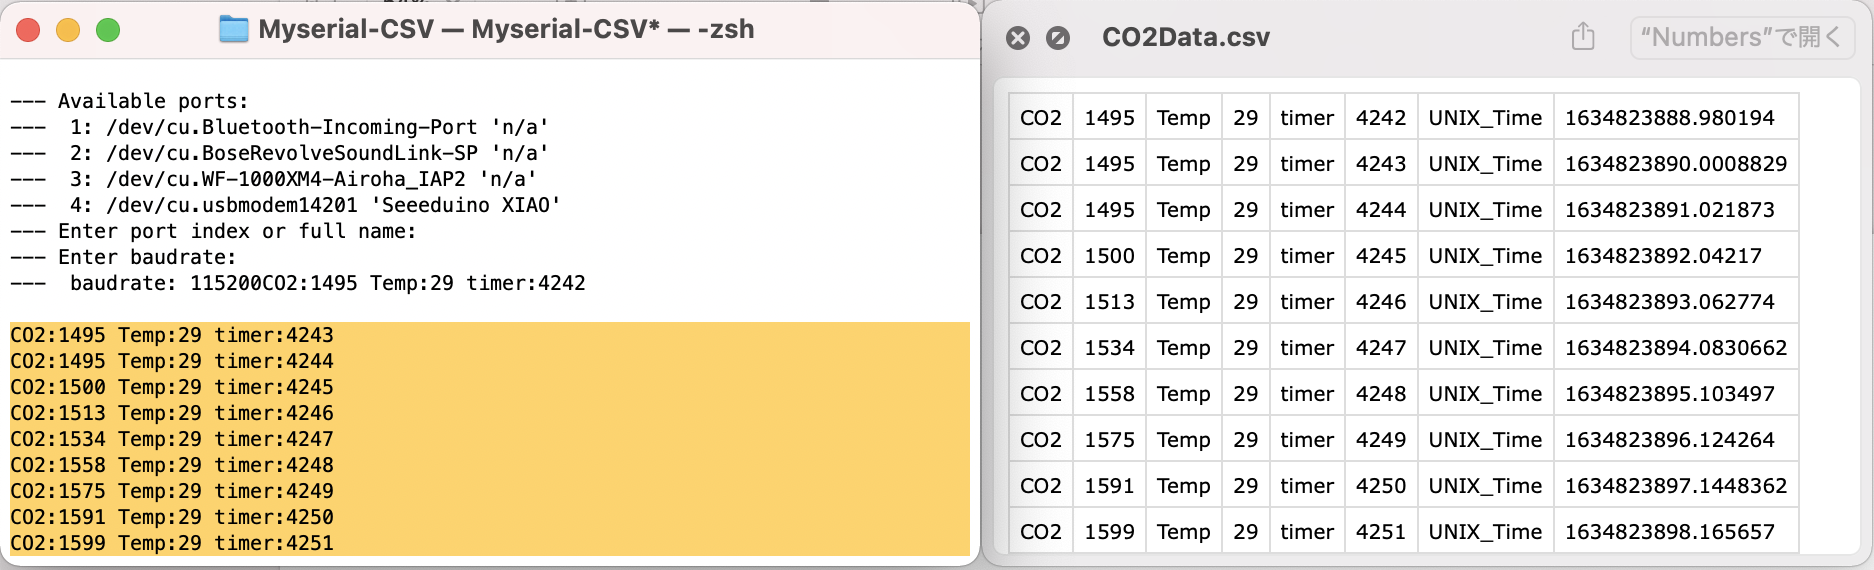 Myserial-CSV — Myserial-CSV* — -zsh
--- Available ports:
---  1: /dev/cu.Bluetooth-Incoming-Port 'n/a'
---  2: /dev/cu.BoseRevolveSoundLink-SP 'n/a'
---  3: /dev/cu.WF-1000XM4-Airoha_IAP2 'n/a'
---  4: /dev/cu.usbmodem14201 'Seeeduino XIAO'
--- Enter port index or full name:
--- Enter baudrate:
---  baudrate: 115200CO2:1495 Temp:29 timer:4242
CO2:1495 Temp:29 timer:4243
CO2:1495 Temp:29 timer:4244
CO2:1500 Temp:29 timer:4245
CO2:1513 Temp:29 timer:4246
CO2:1534 Temp:29 timer:4247
CO2:1558 Temp:29 timer:4248
CO2:1575 Temp:29 timer:4249
CO2:1591 Temp:29 timer:4250
CO2:1599 Temp:29 timer:4251
CO2Data.csv
“Numbers”で開く
CO2 1495 Temp 29 timer 4242 UNIX_Time 1634823888.980194
CO2 1495 Temp 29 timer 4243 UNIX_Time 1634823890.0008829
CO2 1495 Temp 29 timer 4244 UNIX_Time 1634823891.021873
CO2 1500 Temp 29 timer 4245 UNIX_Time 1634823892.04217
CO2 1513 Temp 29 timer 4246 UNIX_Time 1634823893.062774
CO2 1534 Temp 29 timer 4247 UNIX_Time 1634823894.0830662
CO2 1558 Temp 29 timer 4248 UNIX_Time 1634823895.103497
CO2 1575 Temp 29 timer 4249 UNIX_Time 1634823896.124264
CO2 1591 Temp 29 timer 4250 UNIX_Time 1634823897.1448362
CO2 1599 Temp 29 timer 4251 UNIX_Time 1634823898.165657